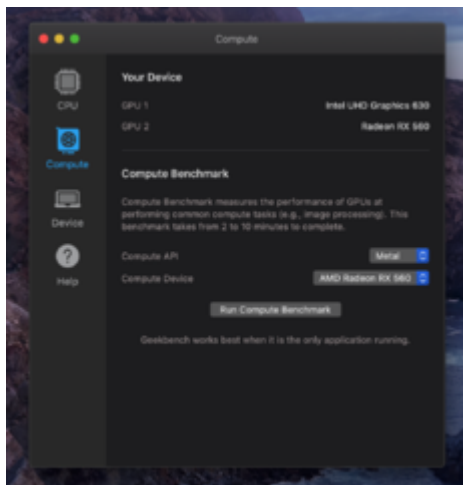 Compute
CPU
Compute
Device
Help
Your Device
GPU 1 Intel UHD Graphics 630
GPU 2 Radeon RX 560
Compute Benchmark
Compute Benchmark measures the performance of GPUs at
performing common compute tasks (e.g., image processing). This
benchmark takes from 2 to 10 minutes to complete.
Compute API Metal
Compute Device AMD Radeon RX 560
Run Compute Benchmark
Geekbench works best when it is the only application running.